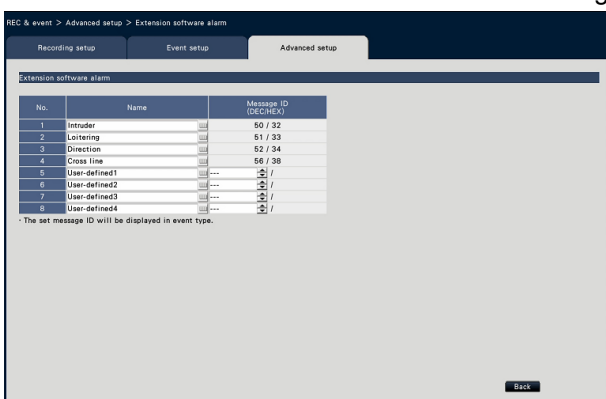 REC & event > Advanced setup > Extension software alarm
Recording setup Event setup Advanced setup
Extension software alarm
No. Name Message ID
(DEC/HEX)
1 Intruder 50 / 32
2 Loitering 51 / 33
3 Direction 52 / 34
4 Cross line 56 / 38
5 User-defined1 --- /
6 User-defined2 --- /
7 User-defined3 --- /
8 User-defined4 --- /
· The set message ID will be displayed in event type.
Back